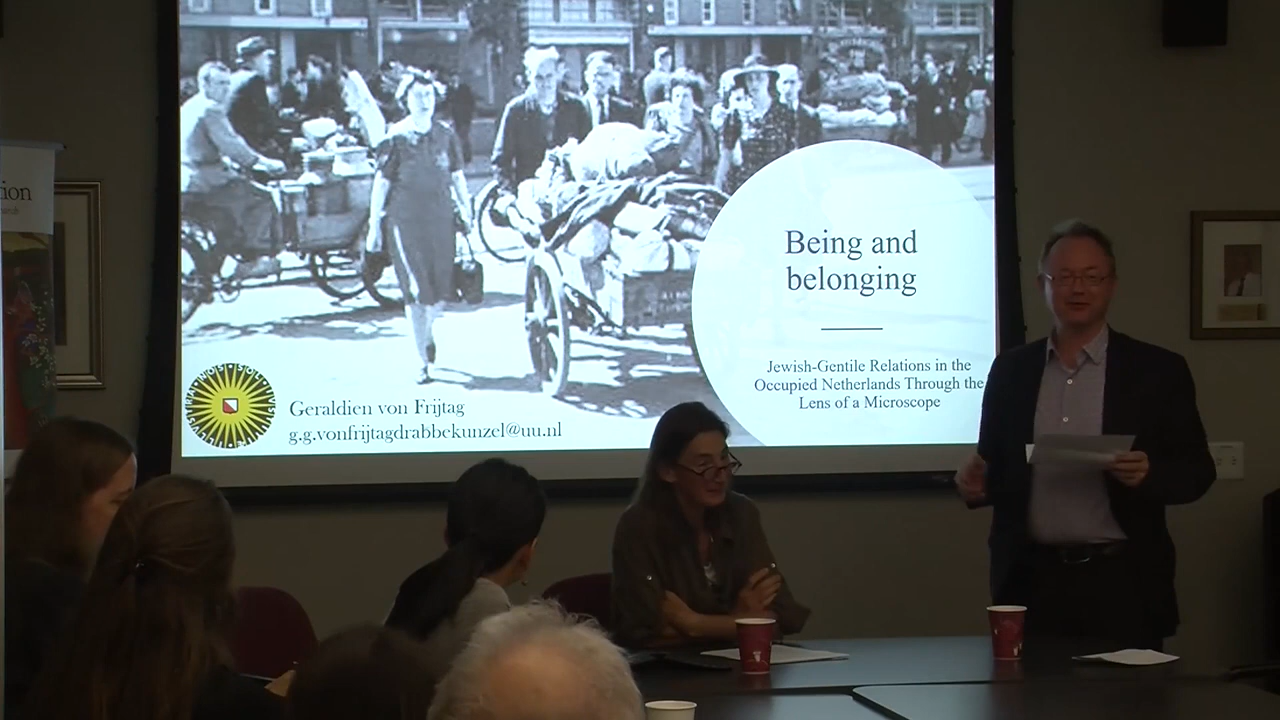 Being and
belonging
Jewish-Gentile Relations in the
Occupied Netherlands Through the
Lens of a Microscope
Geraldien von Frijtag
g.g.vonfrijtagdrabbekunzel@uu.nl